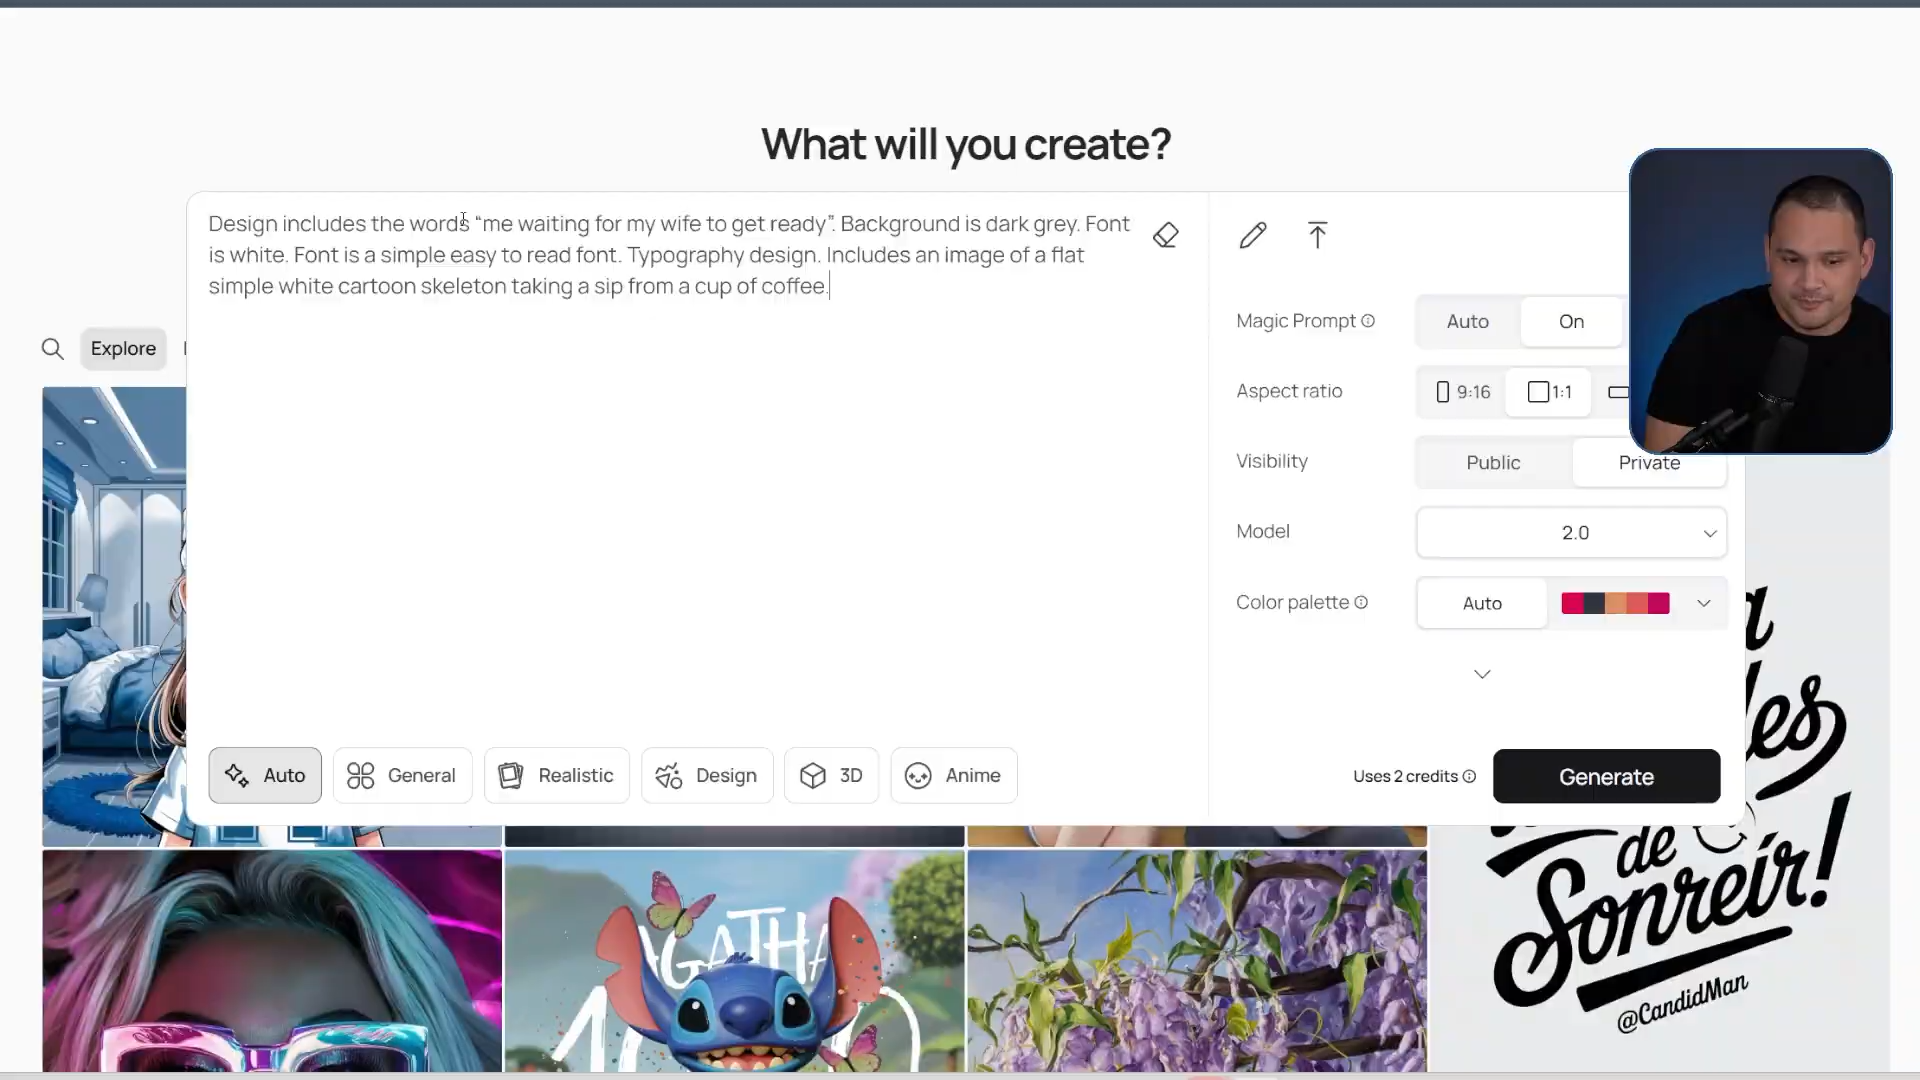 What will you create?
Design includes the words “me waiting for my wife to get ready”. Background is dark grey. Font
is white. Font is a simple easy to read font. Typography design. Includes an image of a flat
simple white cartoon skeleton taking a sip from a cup of coffee.
Magic Prompt
Auto
On
Explore
Aspect ratio
9:16
1:1
Visibility
Public
Private
Model
2.0
Color palette
Auto
Auto
General
Realistic
Design
3D
Anime
Uses 2 credits
Generate
AGATHA
de
Sonreír!
@CandidMan